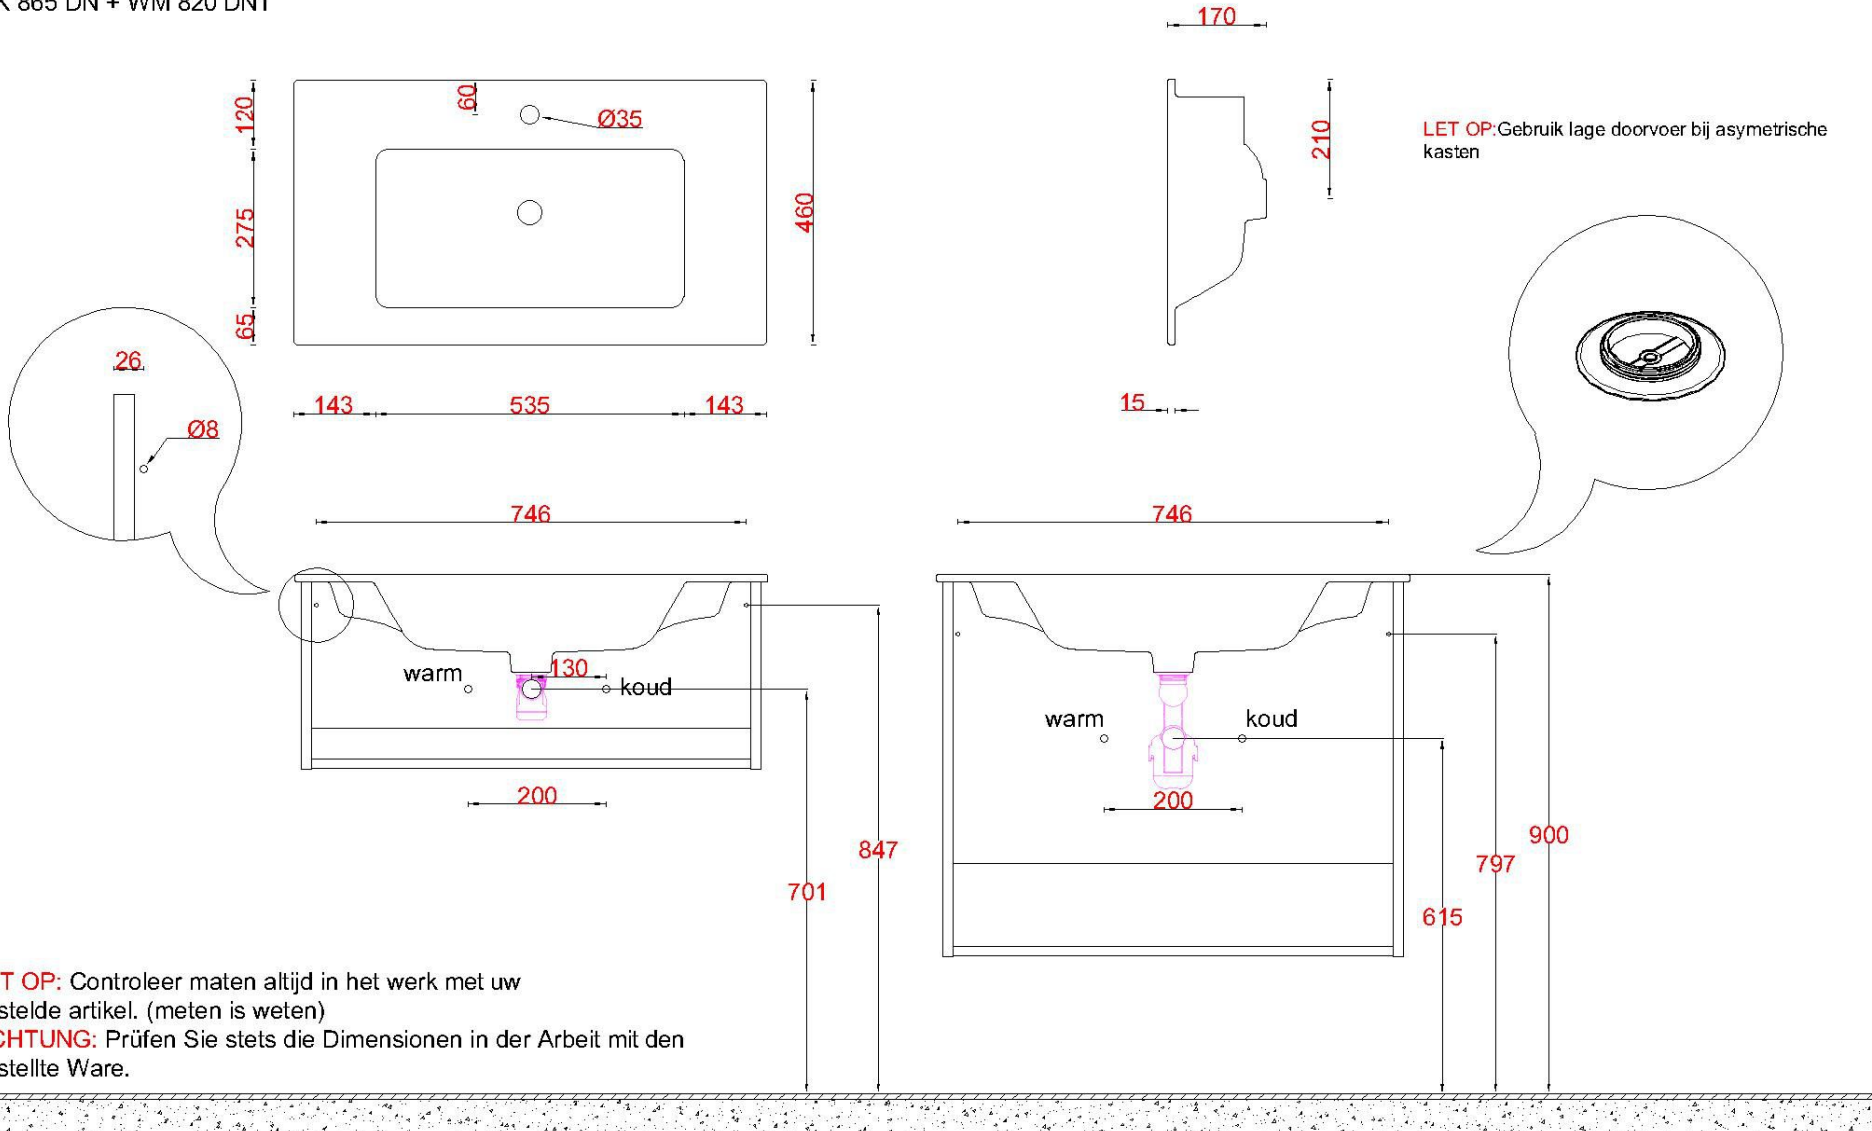 865 DN + WM 820 DNT
170
120
60
Ø35
275
460
65
210
LET OP:Gebruik lage doorvoer bij asymetrische
kasten
26
Ø8
143
535
143
15
746
746
warm
130
koud
warm
koud
200
200
847
701
900
797
615
T OP: Controleer maten altijd in het werk met uw
stelde artikel. (meten is weten)
CHTUNG: Prüfen Sie stets die Dimensionen in der Arbeit mit den
stellte Ware.